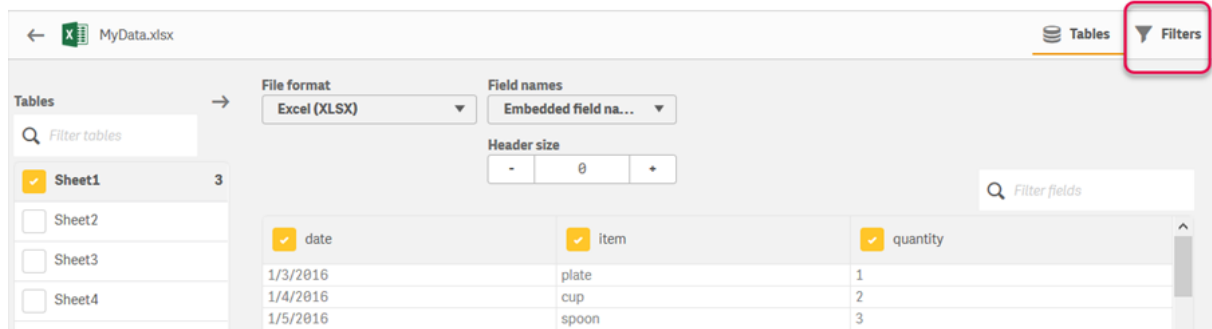 MyData.xlsx
Tables
Filters
Tables
Filter tables
Sheet1 3
Sheet2
Sheet3
Sheet4
File format
Excel (XLSX)
Field names
Embedded field na...
Header size
- 0 +
Filter fields
date item quantity
1/3/2016 plate 1
1/4/2016 cup 2
1/5/2016 spoon 3